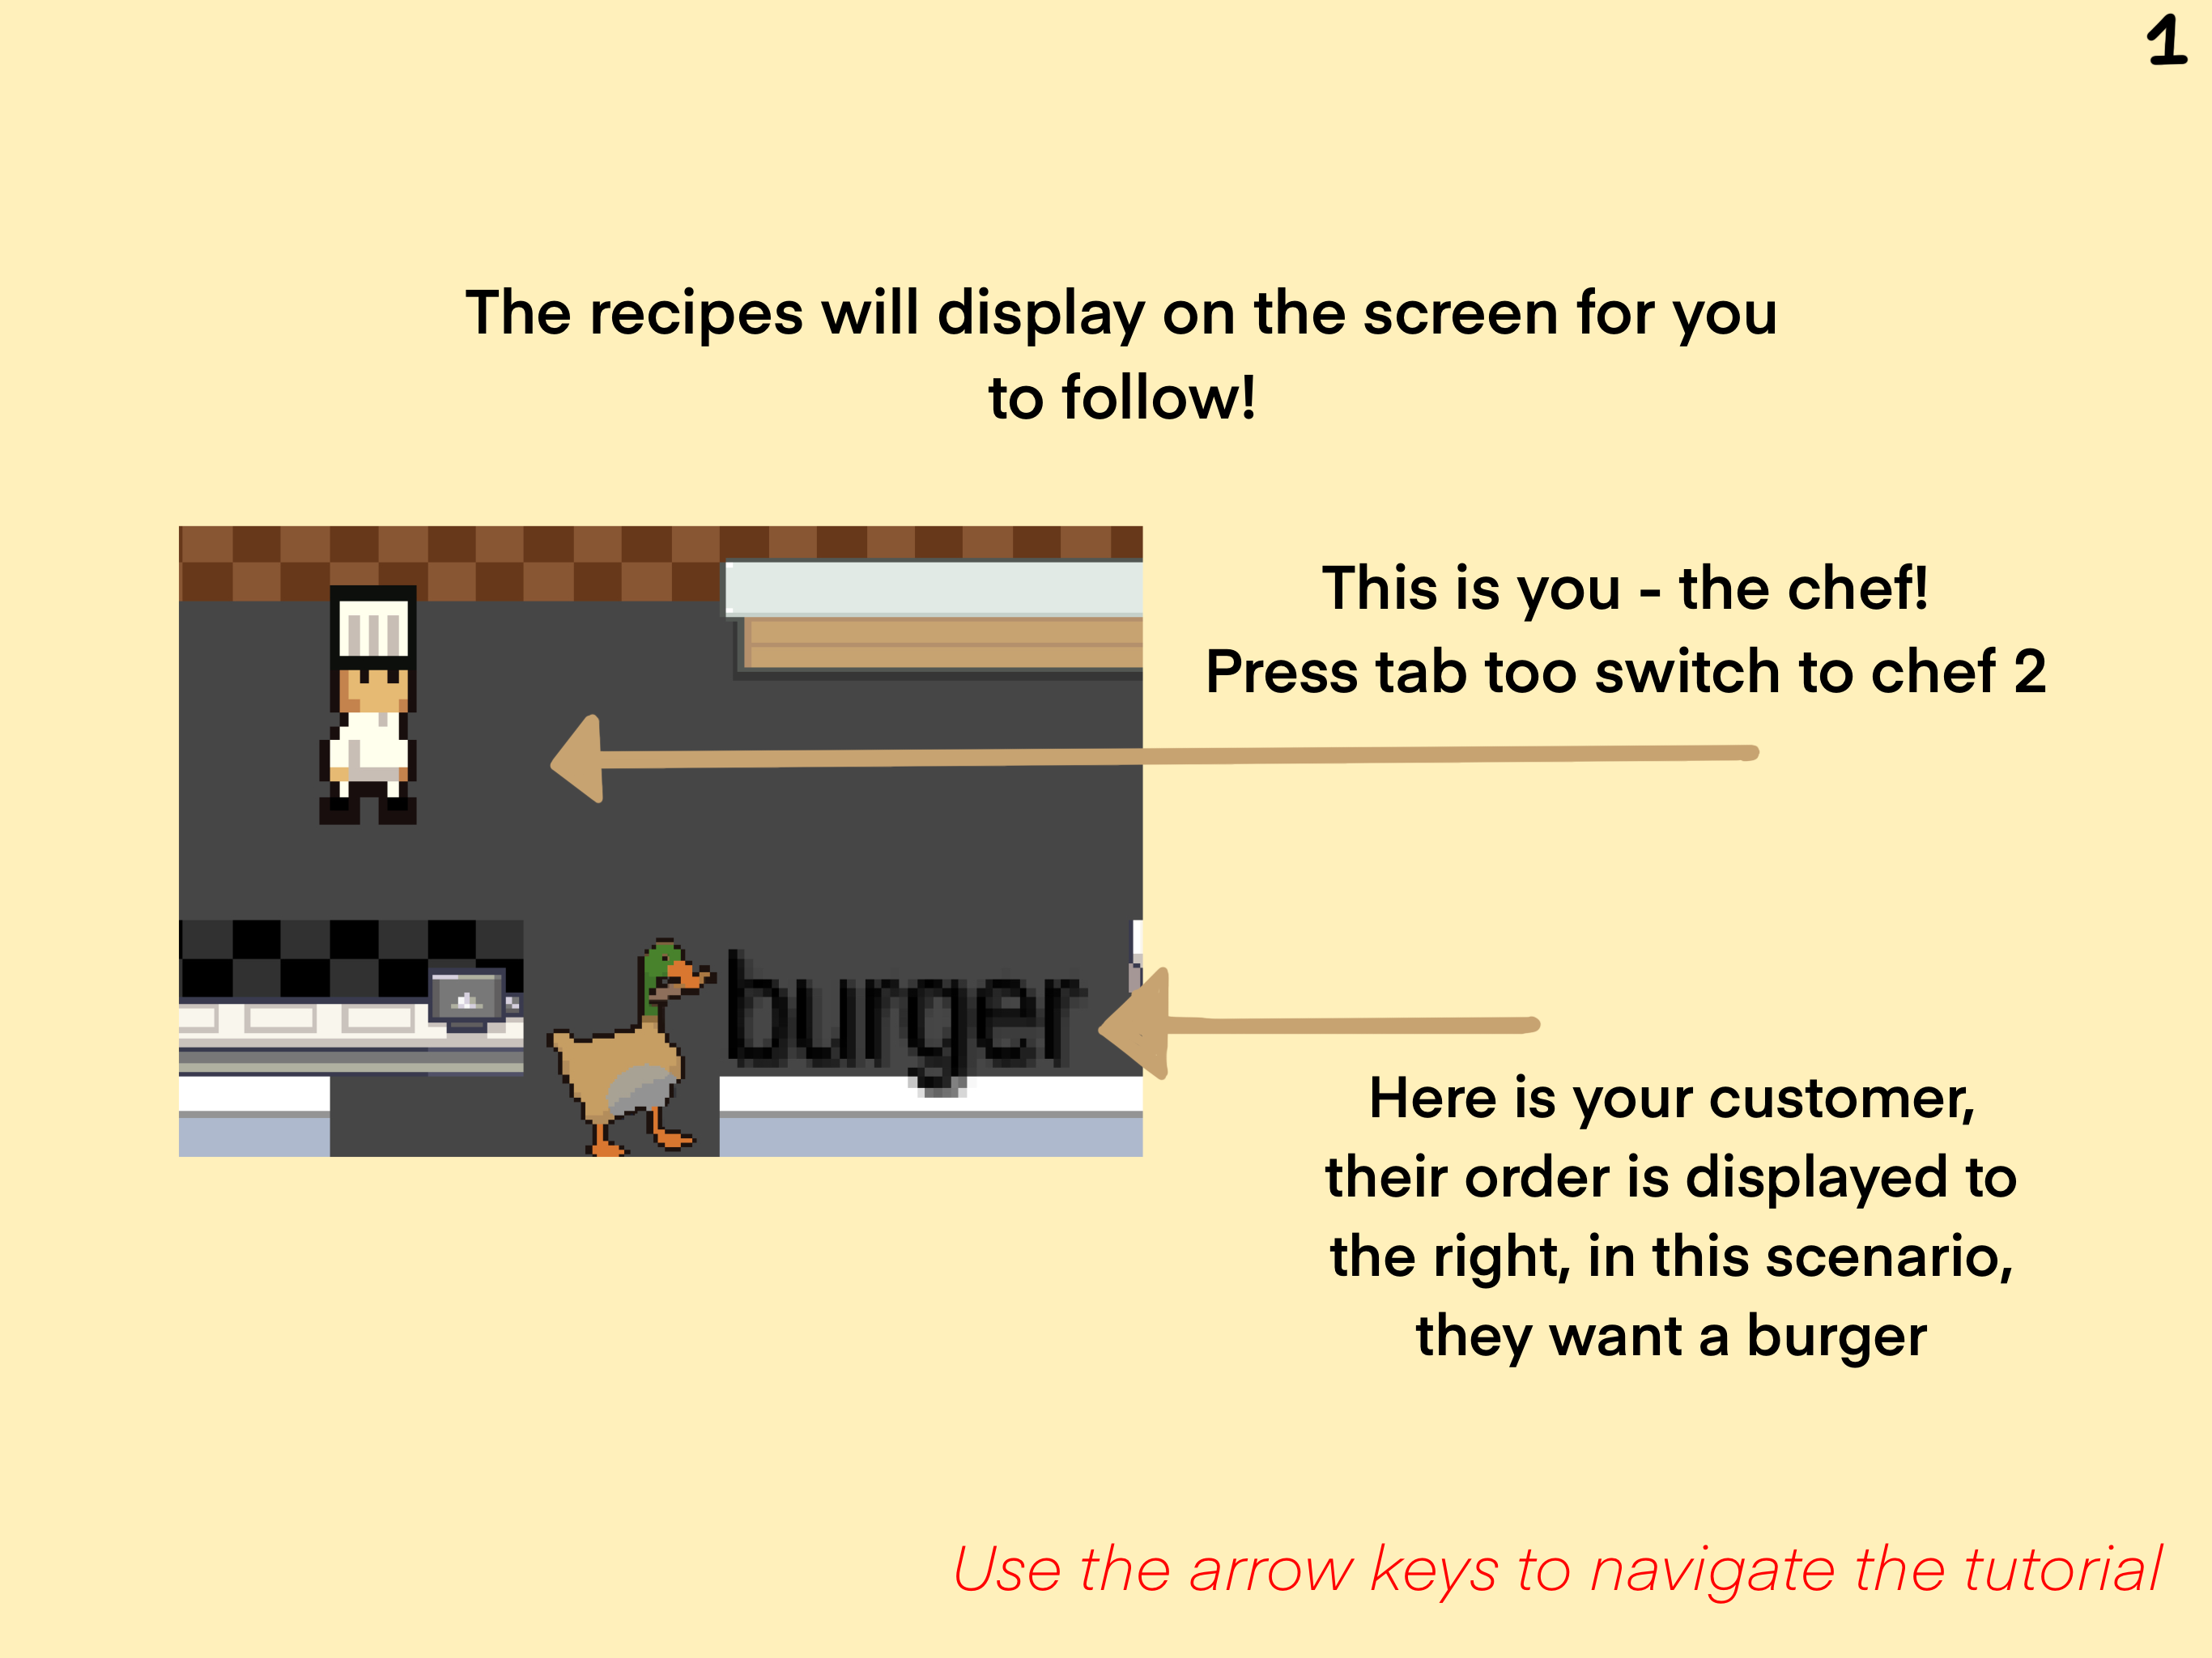 1
The recipes will display on the screen for you
to follow!
This is you - the chef!
Press tab too switch to chef 2
burger
Here is your customer,
their order is displayed to
the right, in this scenario,
they want a burger
Use the arrow keys to navigate the tutorial